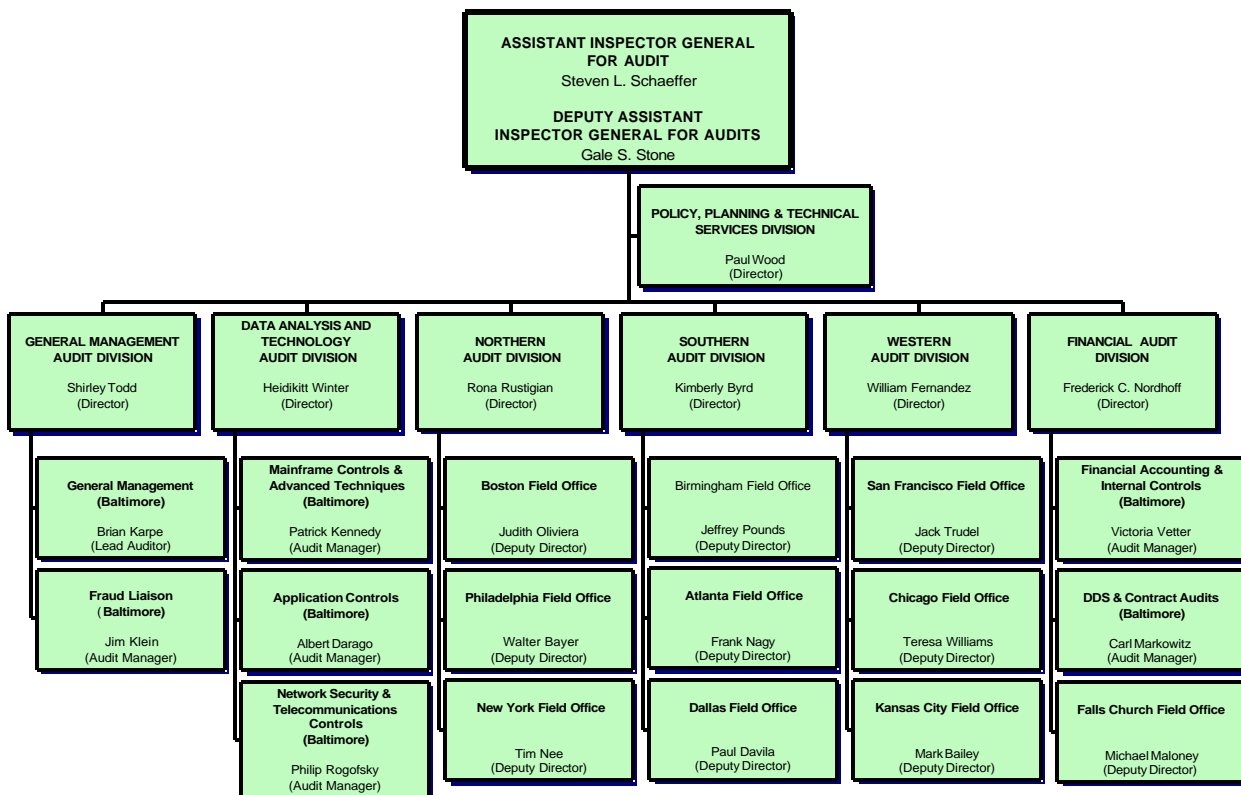 ASSISTANT INSPECTOR GENERAL
FOR AUDIT
Steven L. Schaeffer
DEPUTY ASSISTANT
INSPECTOR GENERAL FOR AUDITS
Gale S. Stone
POLICY, PLANNING & TECHNICAL
SERVICES DIVISION
Paul Wood
(Director)
GENERAL MANAGEMENT
AUDIT DIVISION
Shirley Todd
(Director)
DATA ANALYSIS AND
TECHNOLOGY
AUDIT DIVISION
Heidikitt Winter
(Director)
NORTHERN
AUDIT DIVISION
Rona Rustigian
(Director)
SOUTHERN
AUDIT DIVISION
Kimberly Byrd
(Director)
WESTERN
AUDIT DIVISION
William Fernandez
(Director)
FINANCIAL AUDIT
DIVISION
Frederick C. Nordhoff
(Director)
General Management
(Baltimore)
Brian Karpe
(Lead Auditor)
Mainframe Controls &
Advanced Techniques
(Baltimore)
Patrick Kennedy
(Audit Manager)
Boston Field Office
Judith Oliviera
(Deputy Director)
Birmingham Field Office
Jeffrey Pounds
(Deputy Director)
San Francisco Field Office
Jack Trudel
(Deputy Director)
Financial Accounting &
Internal Controls
(Baltimore)
Victoria Vetter
(Audit Manager)
Fraud Liaison
(Baltimore)
Jim Klein
(Audit Manager)
Application Controls
(Baltimore)
Albert Darago
(Audit Manager)
Philadelphia Field Office
Walter Bayer
(Deputy Director)
Atlanta Field Office
Frank Nagy
(Deputy Director)
Chicago Field Office
Teresa Williams
(Deputy Director)
DDS & Contract Audits
(Baltimore)
Carl Markowitz
(Audit Manager)
Network Security &
Telecommunications
Controls
(Baltimore)
Philip Rogofsky
(Audit Manager)
New York Field Office
Tim Nee
(Deputy Director)
Dallas Field Office
Paul Davila
(Deputy Director)
Kansas City Field Office
Mark Bailey
(Deputy Director)
Falls Church Field Office
Michael Maloney
(Deputy Director)